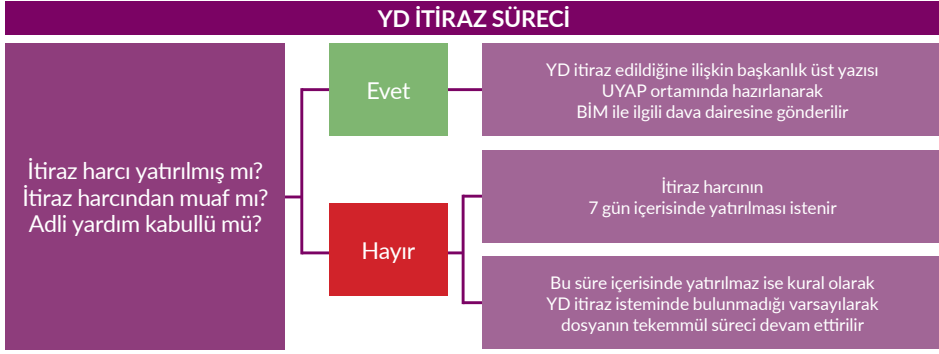 YD İTİRAZ SÜRECİ
İtiraz harcı yatırılmış mı?
İtiraz harcından muaf mı?
Adli yardım kabullü mü?
Evet
YD itiraz edildiğine ilişkin başkanlık üst yazısı
UYAP ortamında hazırlanarak
BİM ile ilgili dava dairesine gönderilir
Hayır
İtiraz harcının
7 gün içerisinde yatırılması istenir
Bu süre içerisinde yatırılmaz ise kural olarak
YD itiraz isteminde bulunmadığı varsayılarak
dosyanın tekemmül süreci devam ettirilir